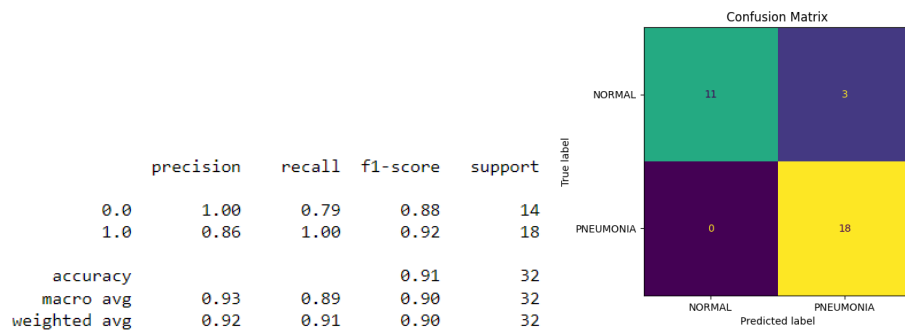 precision recall f1-score support
0.0 1.00 0.79 0.88 14
1.0 0.86 1.00 0.92 18
accuracy 0.91 32
macro avg 0.93 0.89 0.90 32
weighted avg 0.92 0.91 0.90 32
Confusion Matrix
True label
NORMAL 11 3
PNEUMONIA 0 18
NORMAL PNEUMONIA
Predicted label